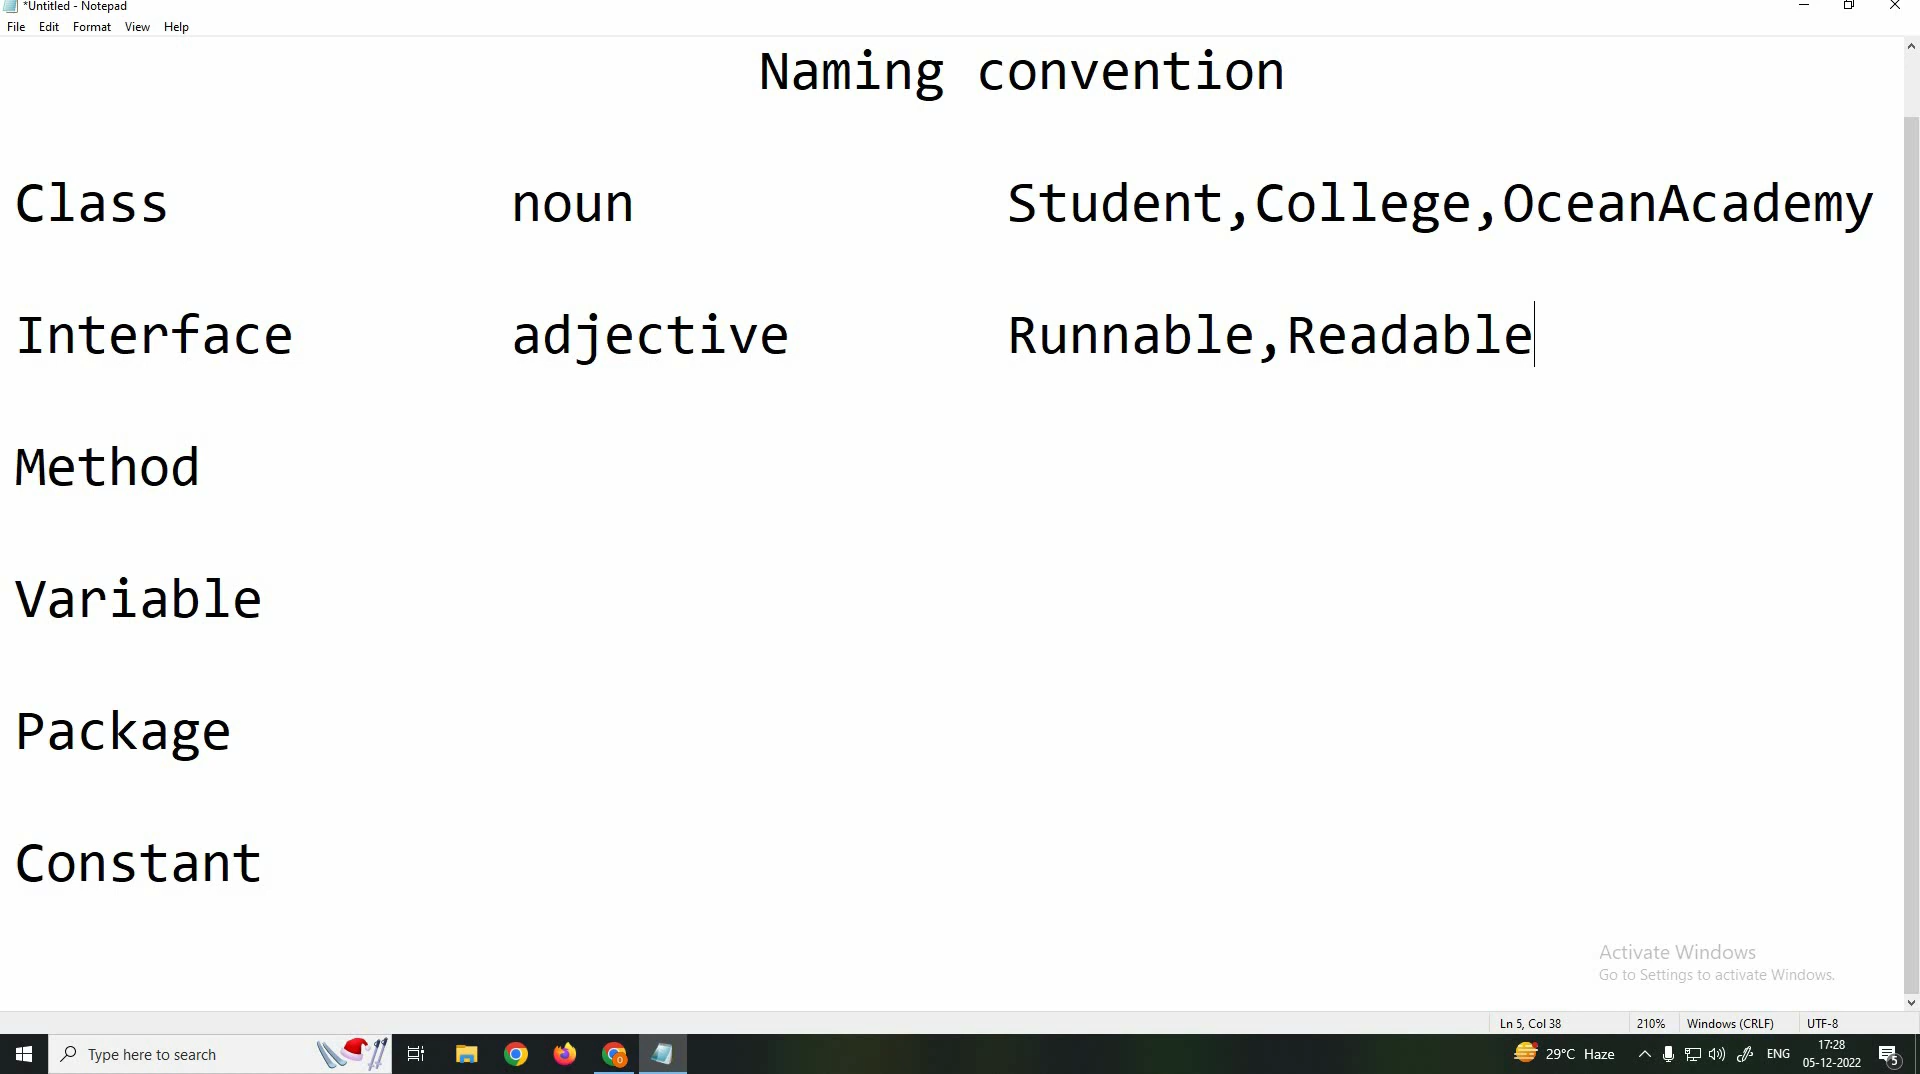 *Untitled - Notepad
File Edit Format View Help
Naming convention
Class noun Student,College,OceanAcademy
Interface adjective Runnable,Readable
Method
Variable
Package
Constant
Activate Windows
Go to Settings to activate Windows.
Ln 5, Col 38 210% Windows (CRLF) UTF-8
Type here to search 29°C Haze ENG 17:28
05-12-2022 5